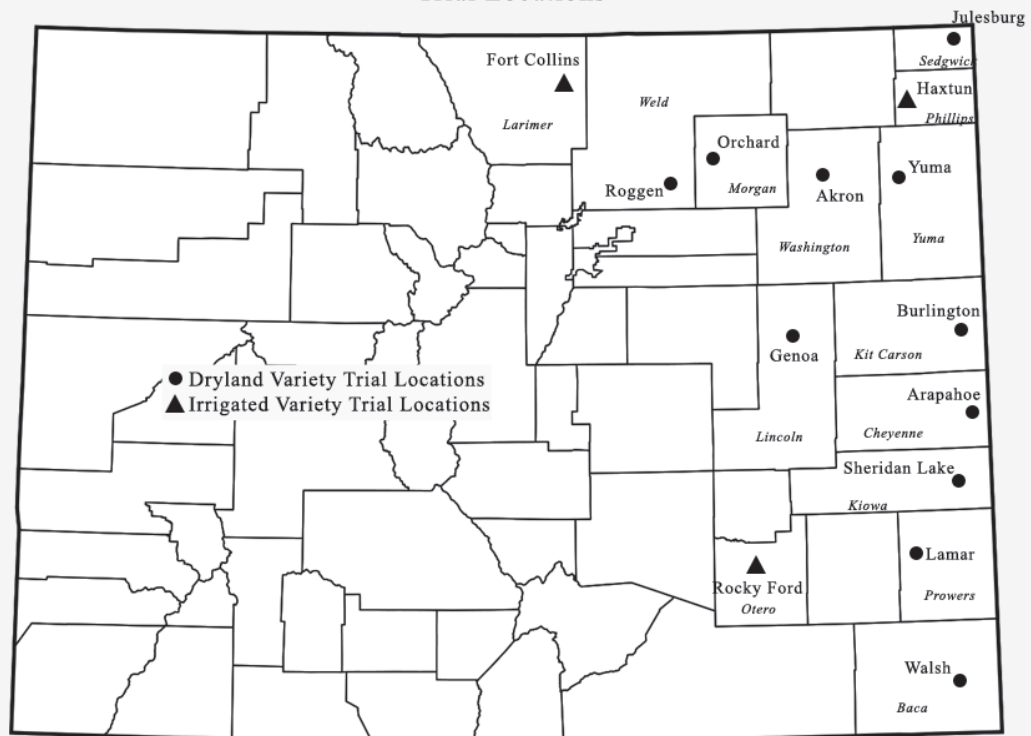 Julesburg
Sedgwick
Fort Collins
Haxtun
Weld
Larimer
Phillips
Orchard
Yuma
Roggen
Morgan
Akron
Washington
Yuma
Burlington
Genoa
Kit Carson
Dryland Variety Trial Locations
Irrigated Variety Trial Locations
Arapahoe
Cheyenne
Lincoln
Sheridan Lake
Kiowa
Lamar
Rocky Ford
Prowers
Otero
Walsh
Baca